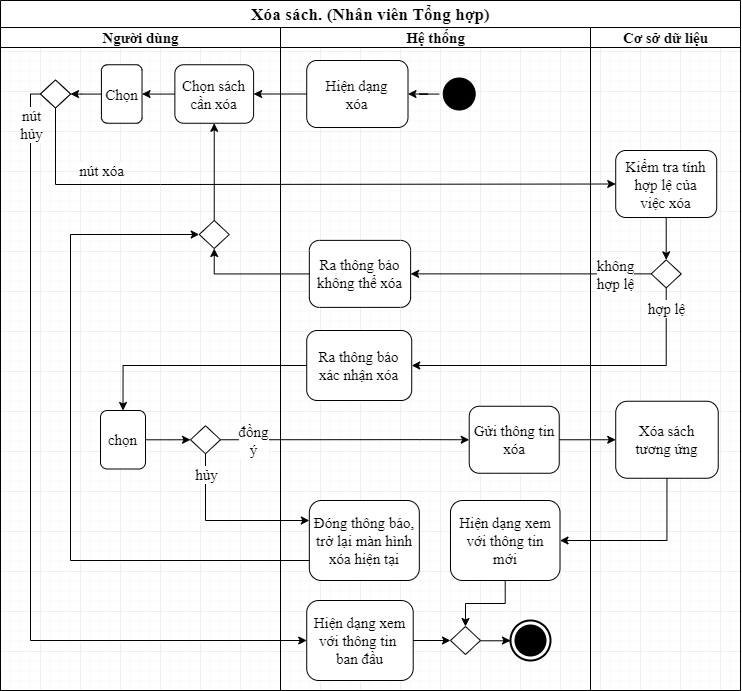 Xóa sách. (Nhân viên Tổng hợp)
Người dùng
Hệ thống
Cơ sở dữ liệu
Chọn
Chọn sách
cần xóa
Hiện dạng
xóa
nút
hủy
nút xóa
Kiểm tra tính
hợp lệ của
việc xóa
Ra thông báo
không thể xóa
không
hợp lệ
hợp lệ
Ra thông báo
xác nhận xóa
chọn
đồng
ý
hủy
Gửi thông tin
xóa
Xóa sách
tương ứng
Đóng thông báo,
trở lại màn hình
xóa hiện tại
Hiện dạng xem
với thông tin
mới
Hiện dạng xem
với thông tin
ban đầu